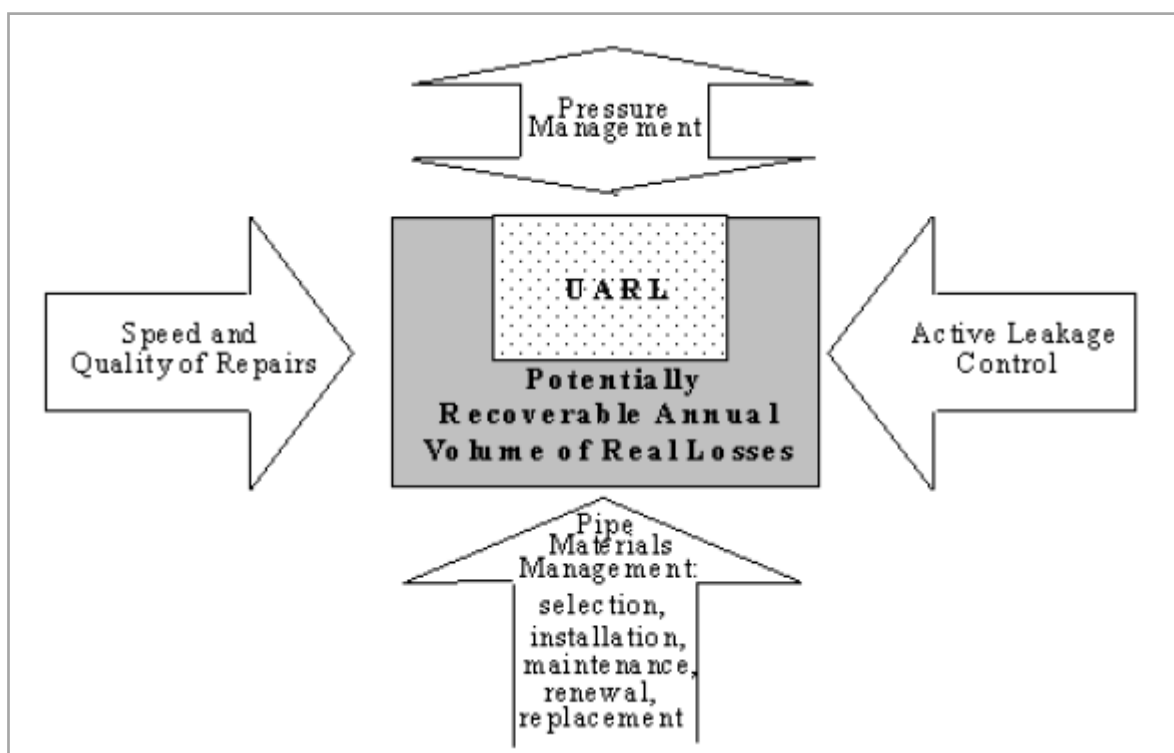 Pressure
Management
UARL
Speed and
Quality of Repairs
Active Leakage
Control
Potentially
Recoverable Annual
Volume of Real Losses
Pipe
Materials
Management:
selection,
installation,
maintenance,
renewal,
replacement